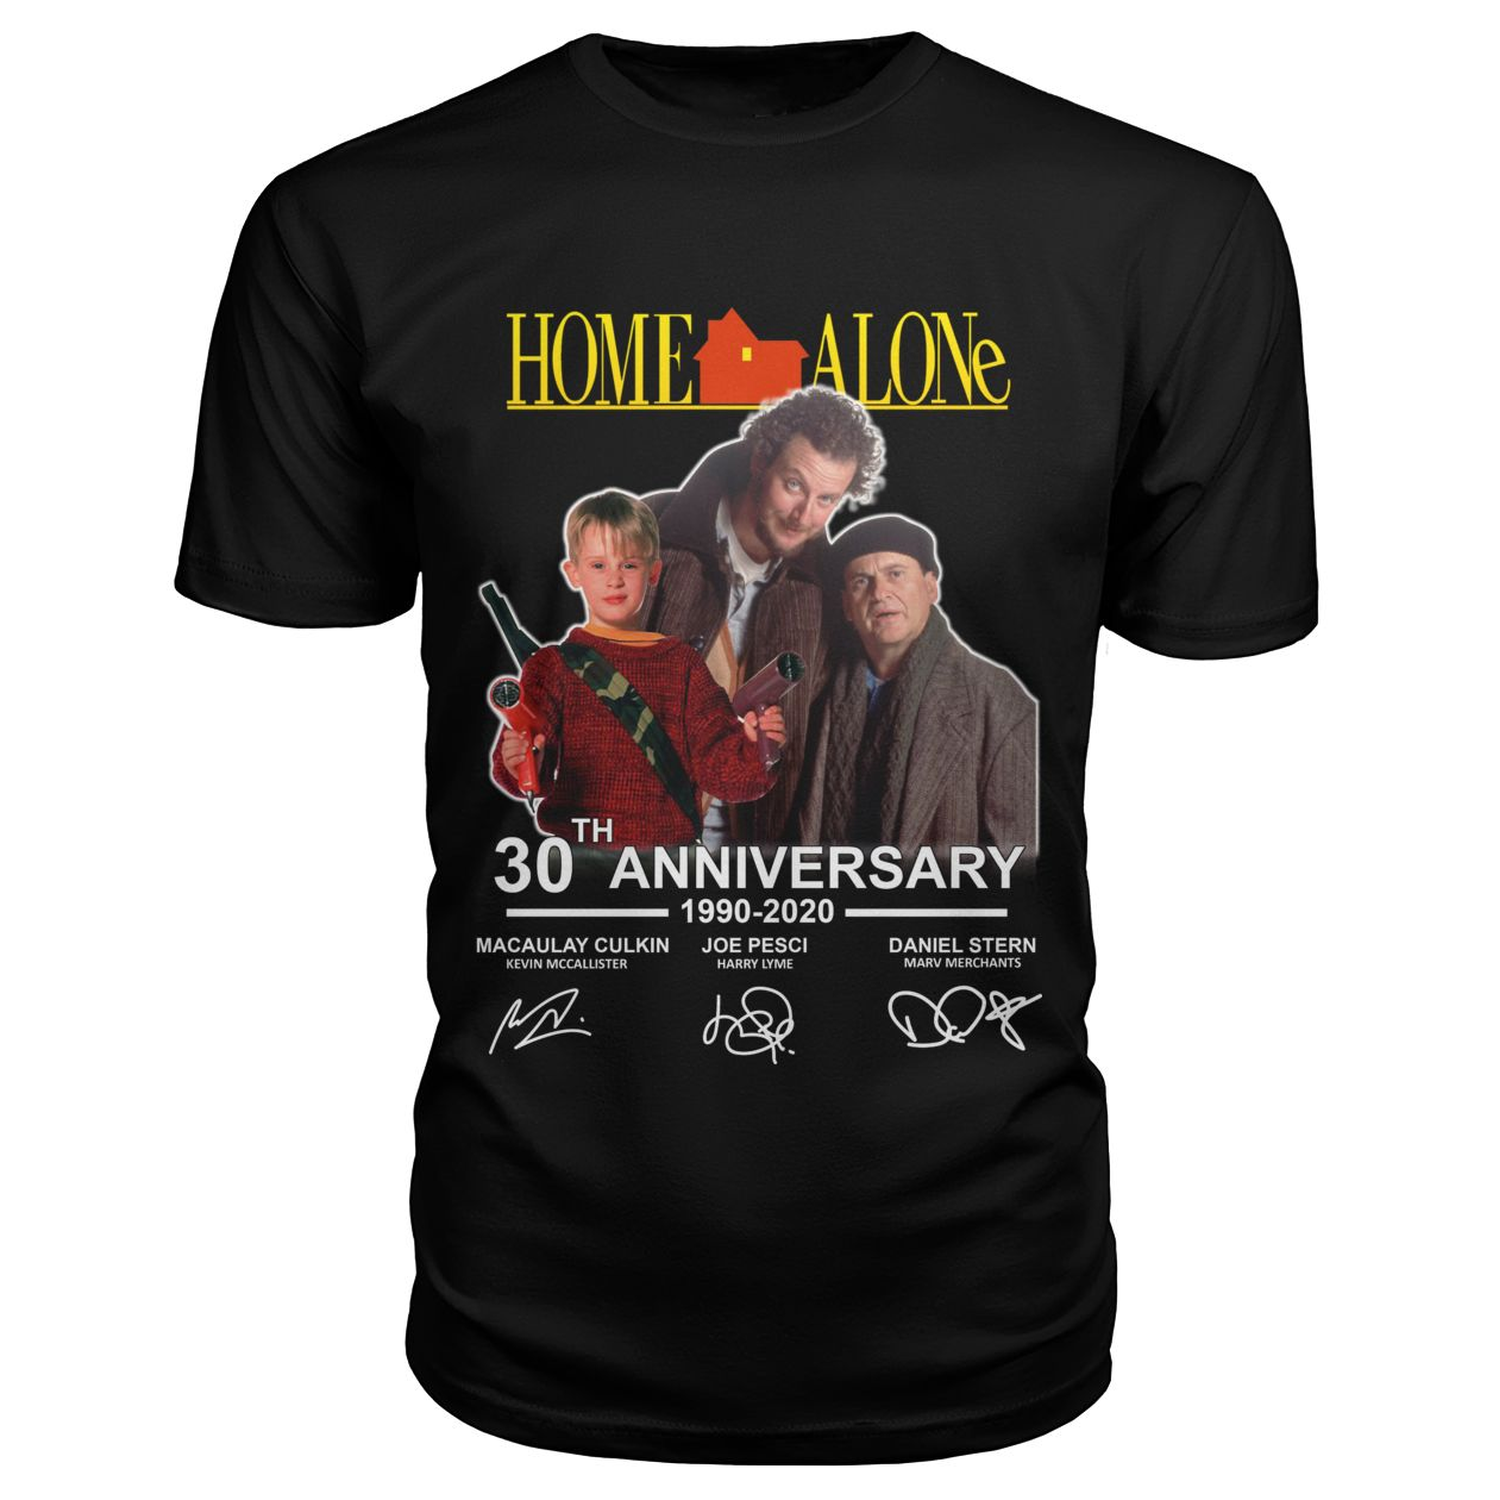 HOME ALONe
30TH ANNIVERSARY
1990-2020
MACAULAY CULKIN JOE PESCI DANIEL STERN
KEVIN MCCALLISTER HARRY LYME MARV MERCHANTS